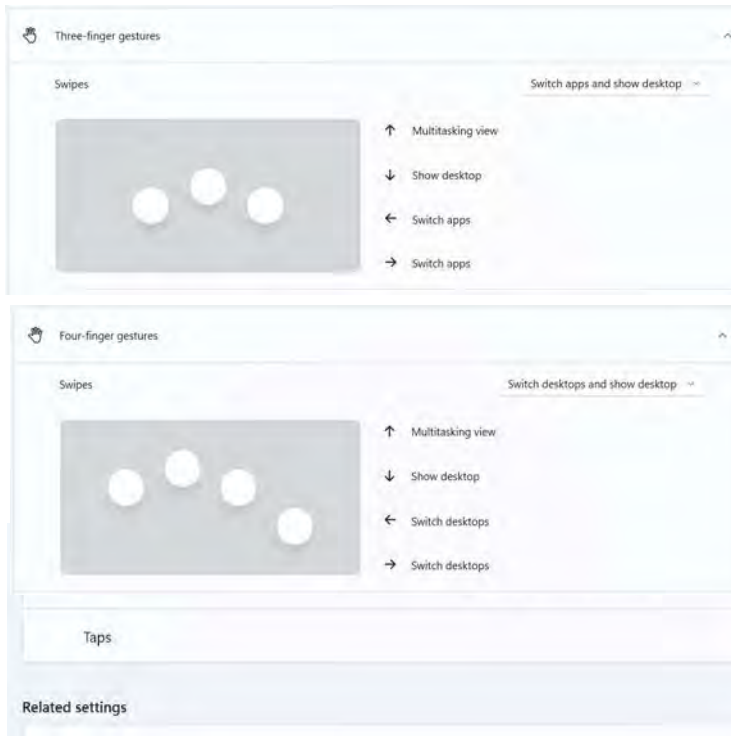 Three-finger gestures
Swipes
Switch apps and show desktop
↑ Multitasking view
↓ Show desktop
← Switch apps
→ Switch apps
Four-finger gestures
Swipes
Switch desktops and show desktop
↑ Multitasking view
↓ Show desktop
← Switch desktops
→ Switch desktops
Taps
Related settings